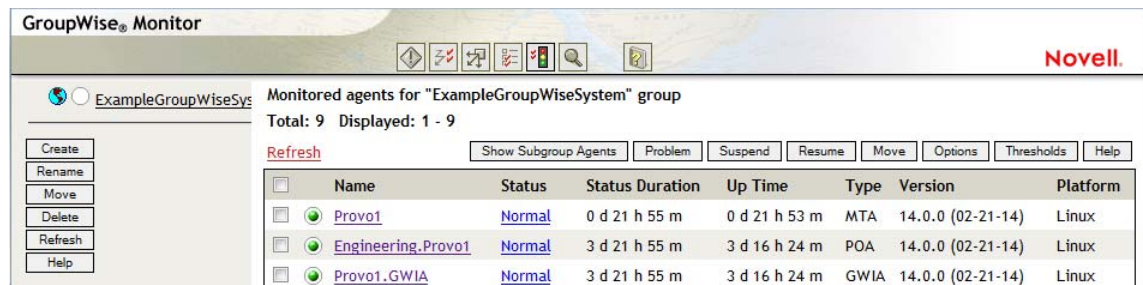 GroupWise® Monitor
Novell.
ExampleGroupWiseSys
Create
Rename
Move
Delete
Refresh
Help
Monitored agents for "ExampleGroupWiseSystem" group
Total: 9 Displayed: 1 - 9
Refresh Show Subgroup Agents Problem Suspend Resume Move Options Thresholds Help
Name Status Status Duration Up Time Type Version Platform
Provo1 Normal 0 d 21 h 55 m 0 d 21 h 53 m MTA 14.0.0 (02-21-14) Linux
Engineering.Provo1 Normal 3 d 21 h 55 m 3 d 16 h 24 m POA 14.0.0 (02-21-14) Linux
Provo1.GWIA Normal 3 d 21 h 55 m 3 d 16 h 24 m GWIA 14.0.0 (02-21-14) Linux